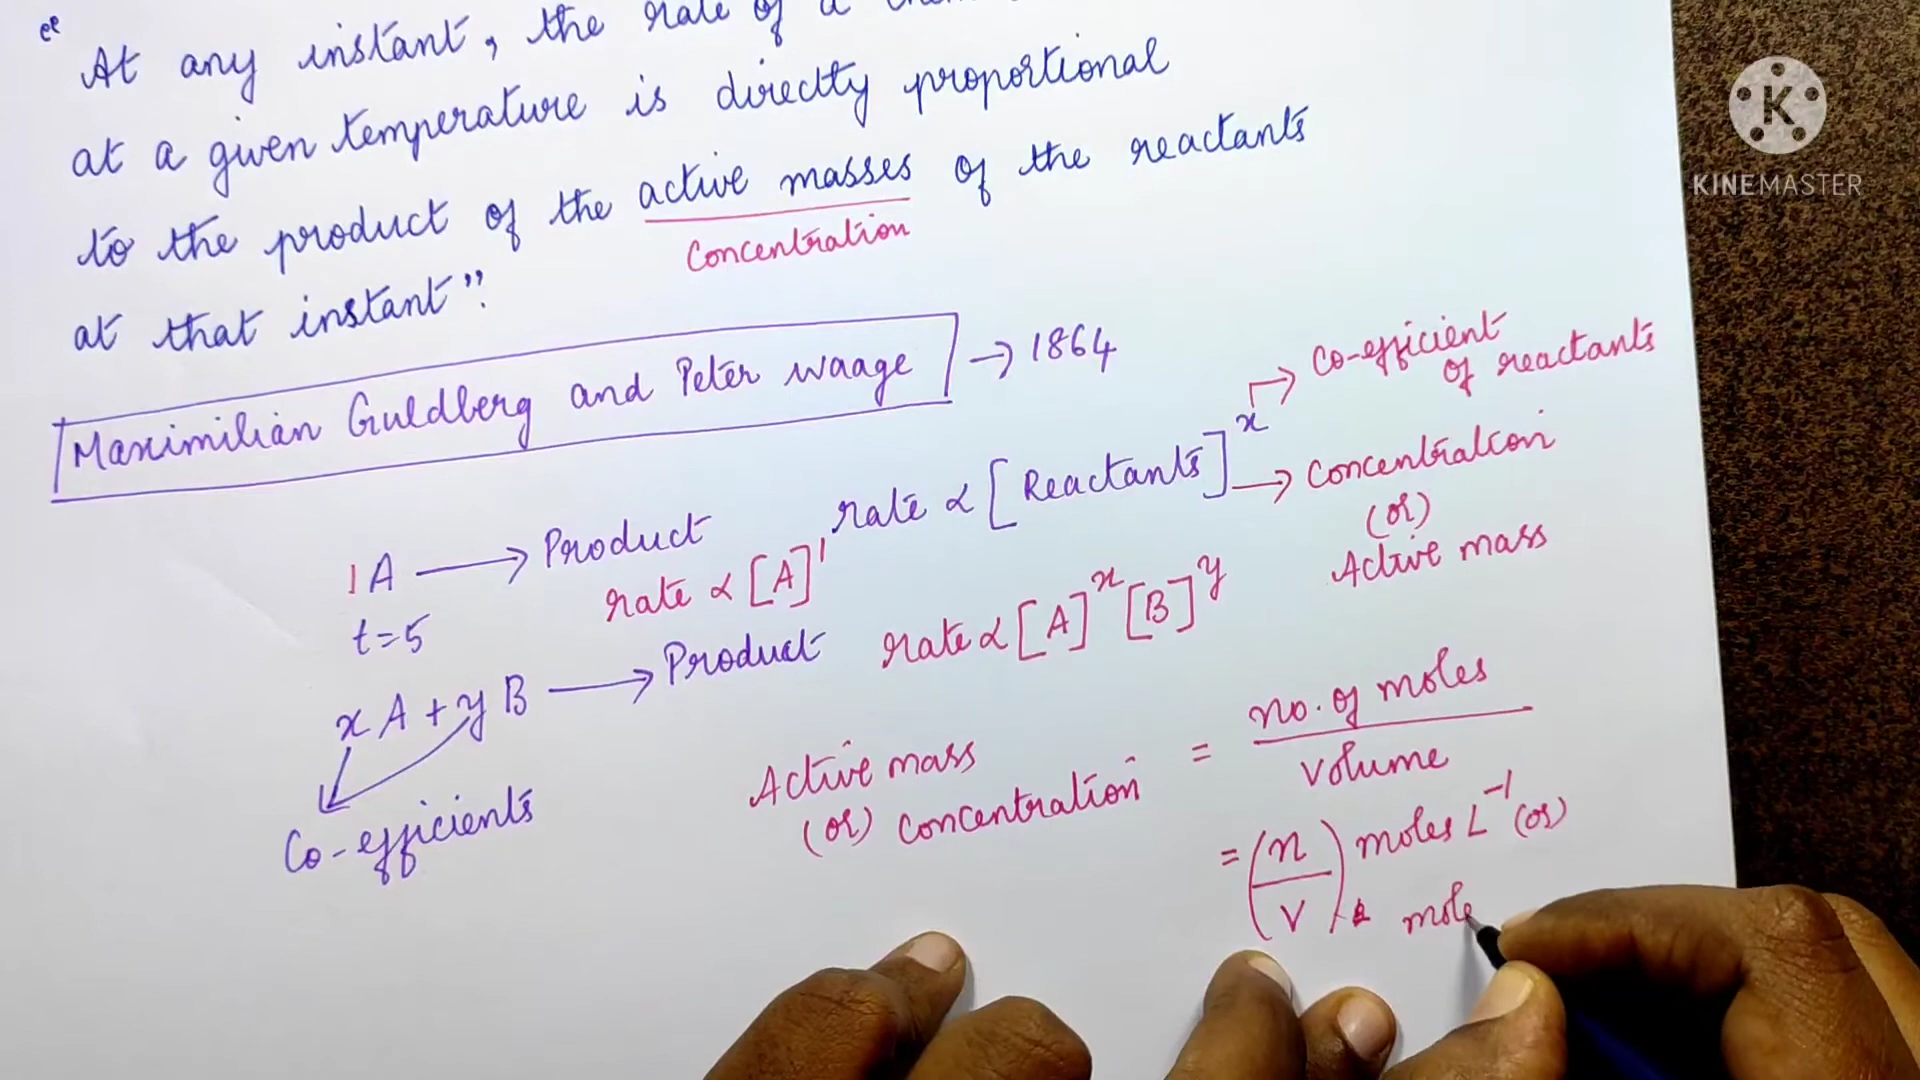 “ At any instant, the rate of a
at a given temperature is directly proportional
to the product of the active masses of the reactants
Concentration
at that instant”.
Maximilian Guldberg and Peter Waage → 1864
Co-efficient
of reactants
rate ∝ [Reactants]^x → Concentration
(or)
Active mass
1A → Product
rate ∝ [A]^1
t=5
xA + yB → Product rate ∝ [A]^x [B]^y
Co-efficients
Active mass
(or) concentration = no. of moles / volume
= (n/V) moles L^-1 (or)
mole
KINEMASTER